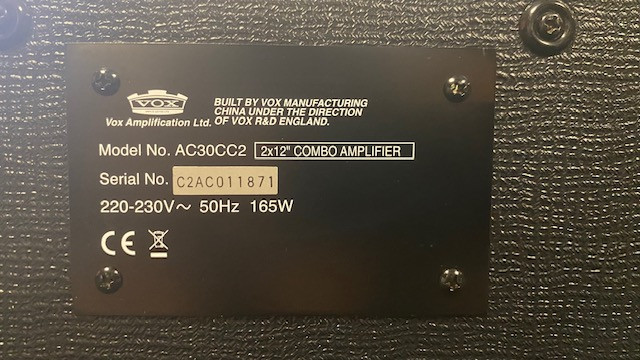 VOX
Vox Amplification Ltd.
BUILT BY VOX MANUFACTURING
CHINA UNDER THE DIRECTION
OF VOX R&D ENGLAND.
Model No. AC30CC2 2x12" COMBO AMPLIFIER
Serial No. C2AC011871
220-230V~ 50Hz 165W
CE